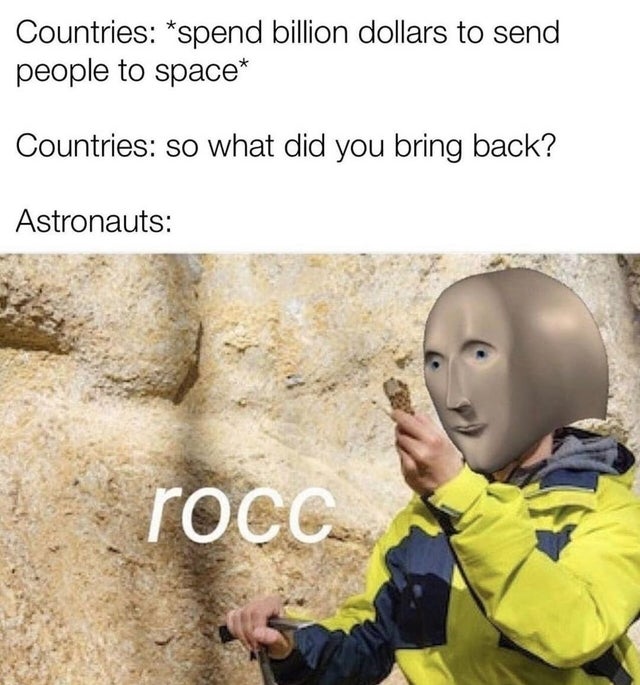 Countries: *spend billion dollars to send
people to space*
Countries: so what did you bring back?
Astronauts:
rocc